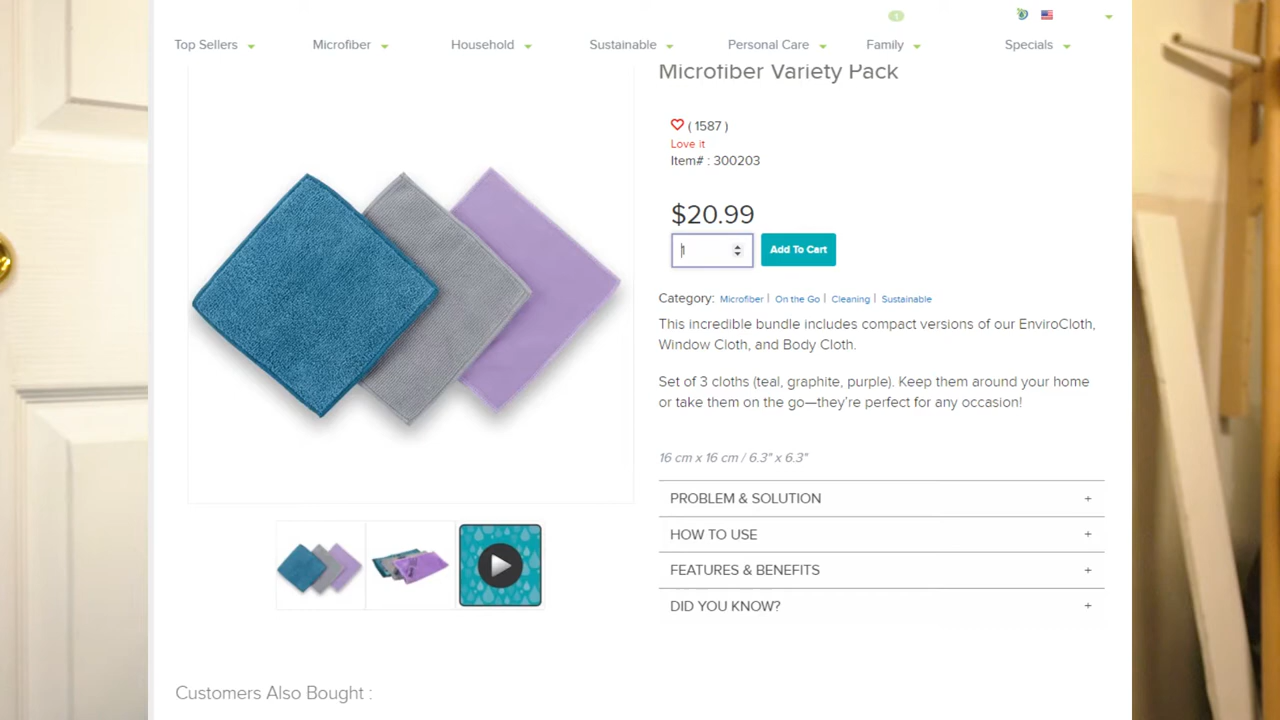 1
Top Sellers
Microfiber
Household
Sustainable
Personal Care
Family
Specials
Microfiber Variety Pack
( 1587 )
Love it
Item# : 300203
$20.99
1
Add To Cart
Category: Microfiber | On the Go | Cleaning | Sustainable
This incredible bundle includes compact versions of our EnviroCloth,
Window Cloth, and Body Cloth.
Set of 3 cloths (teal, graphite, purple). Keep them around your home
or take them on the go—they're perfect for any occasion!
16 cm x 16 cm / 6.3" x 6.3"
PROBLEM & SOLUTION +
HOW TO USE +
FEATURES & BENEFITS +
DID YOU KNOW? +
Customers Also Bought :